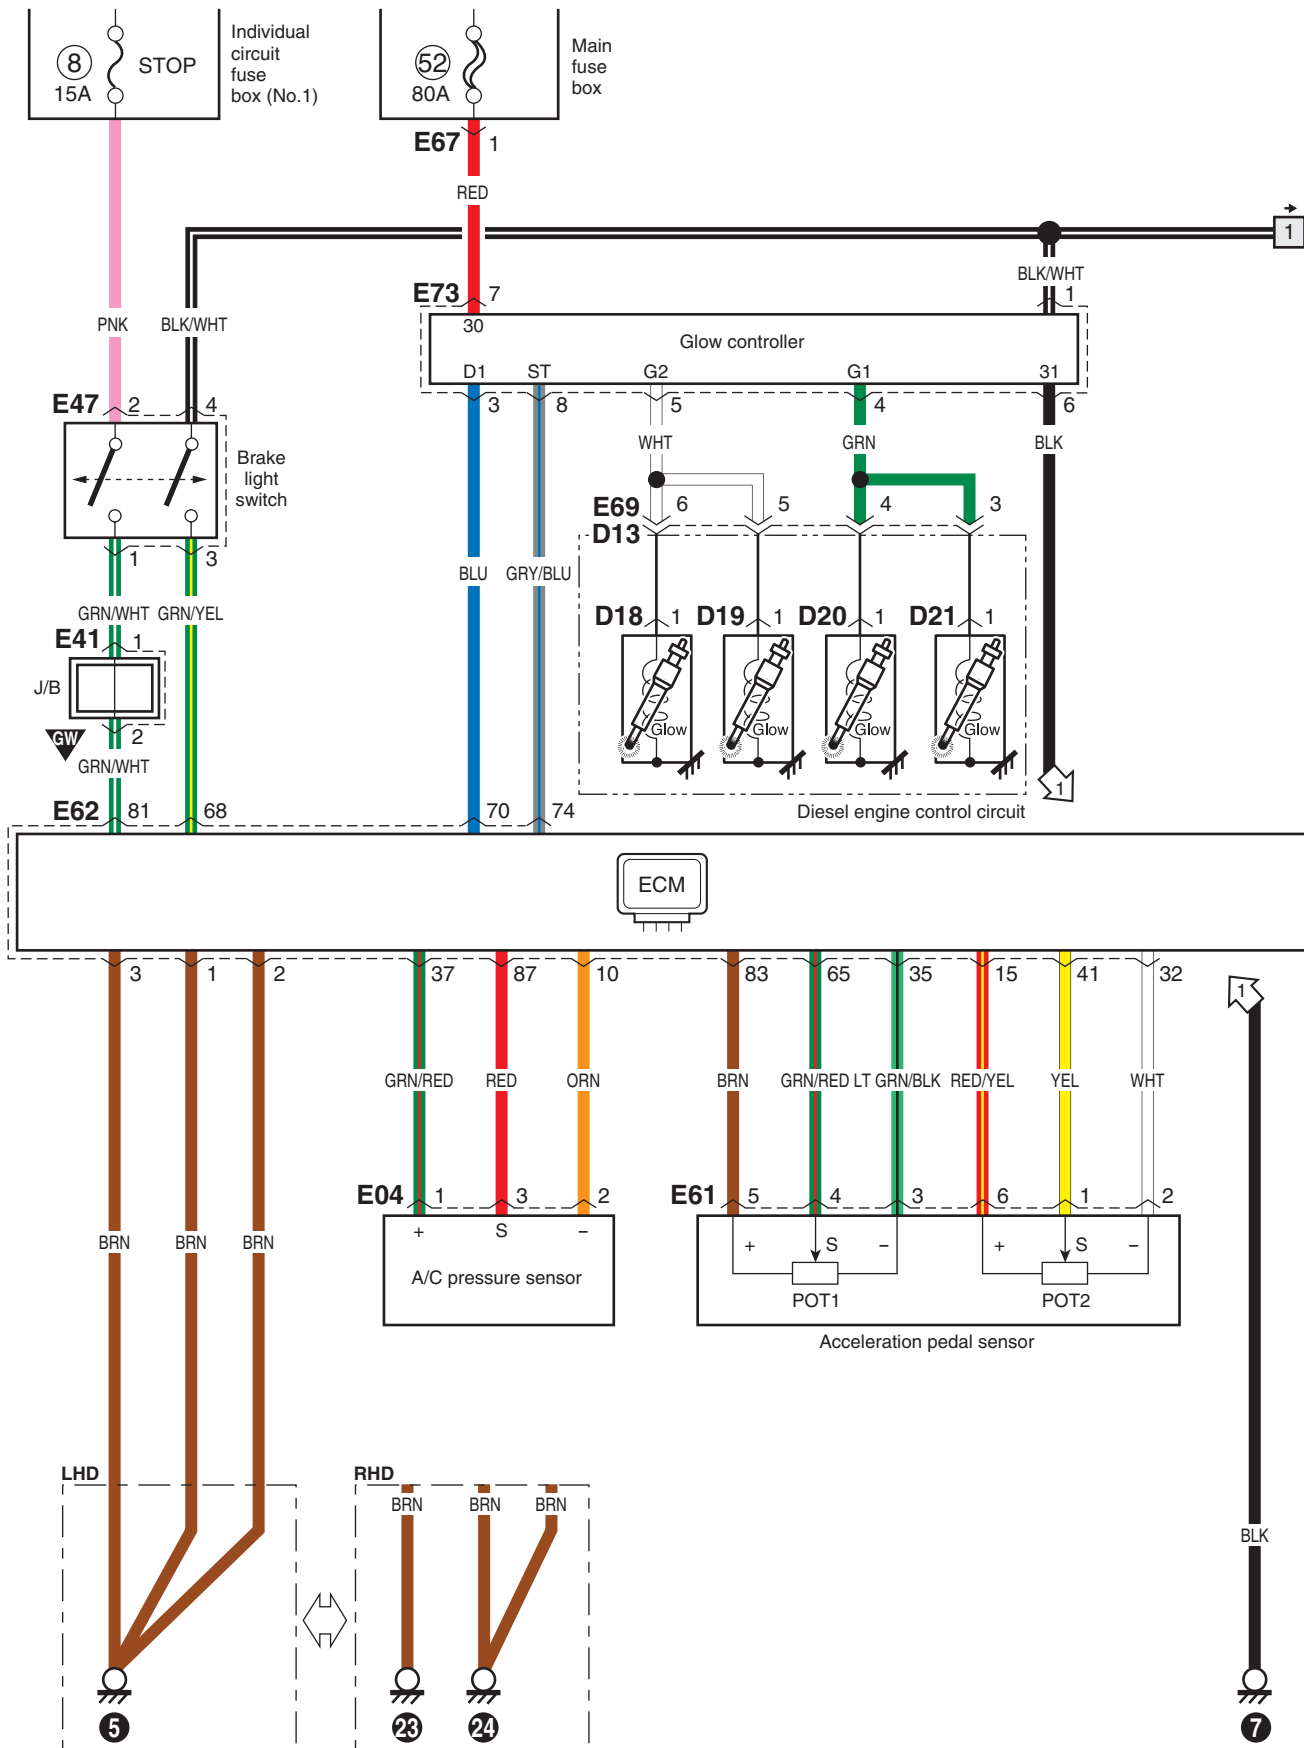 8
15A
STOP
Individual
circuit
fuse
box (No.1)
52
80A
Main
fuse
box
E67 1
RED
1
BLK/WHT
PNK BLK/WHT
E73 7 1
30
Glow controller
D1 ST G2 G1 31
3 8 5 4 6
E47 2 4
Brake
light
switch
WHT GRN BLK
E69 6 5 4 3
D13
1 3
BLU GRY/BLU
GRN/WHT GRN/YEL
E41 1
D18 1 D19 1 D20 1 D21 1
J/B
Glow Glow Glow Glow
GW
2
GRN/WHT
1
Diesel engine control circuit
E62 81 68 70 74
ECM
3 1 2 37 87 10 83 65 35 15 41 32
1
GRN/RED RED ORN BRN GRN/RED LT GRN/BLK RED/YEL YEL WHT
E04 1 3 2
E61 5 4 3 6 1 2
+ S −
+ S − + S −
BRN BRN BRN
A/C pressure sensor
POT1 POT2
Acceleration pedal sensor
LHD RHD
BRN BRN BRN
BLK
5 23 24 7